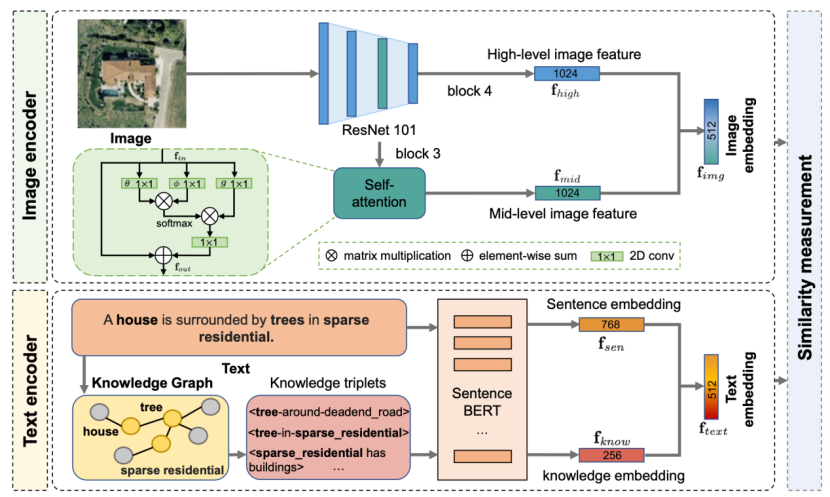 Image encoder
Image
ResNet 101
block 4
High-level image feature
1024
f_high
block 3
f_in
θ 1×1
ϕ 1×1
g 1×1
softmax
1×1
f_out
Self-
attention
f_mid
1024
Mid-level image feature
512
f_img
Image
embedding
⊗ matrix multiplication ⊕ element-wise sum 1×1 2D conv
Text encoder
A house is surrounded by trees in sparse
residential.
Text
Knowledge Graph
tree
house
sparse residential
Knowledge triplets
<tree-around-deadend_road>
<tree-in-sparse_residential>
<sparse_residential has
buildings> ...
Sentence
BERT
...
Sentence embedding
768
f_sen
f_know
256
knowledge embedding
512
f_text
Text
embedding
Similarity measurement